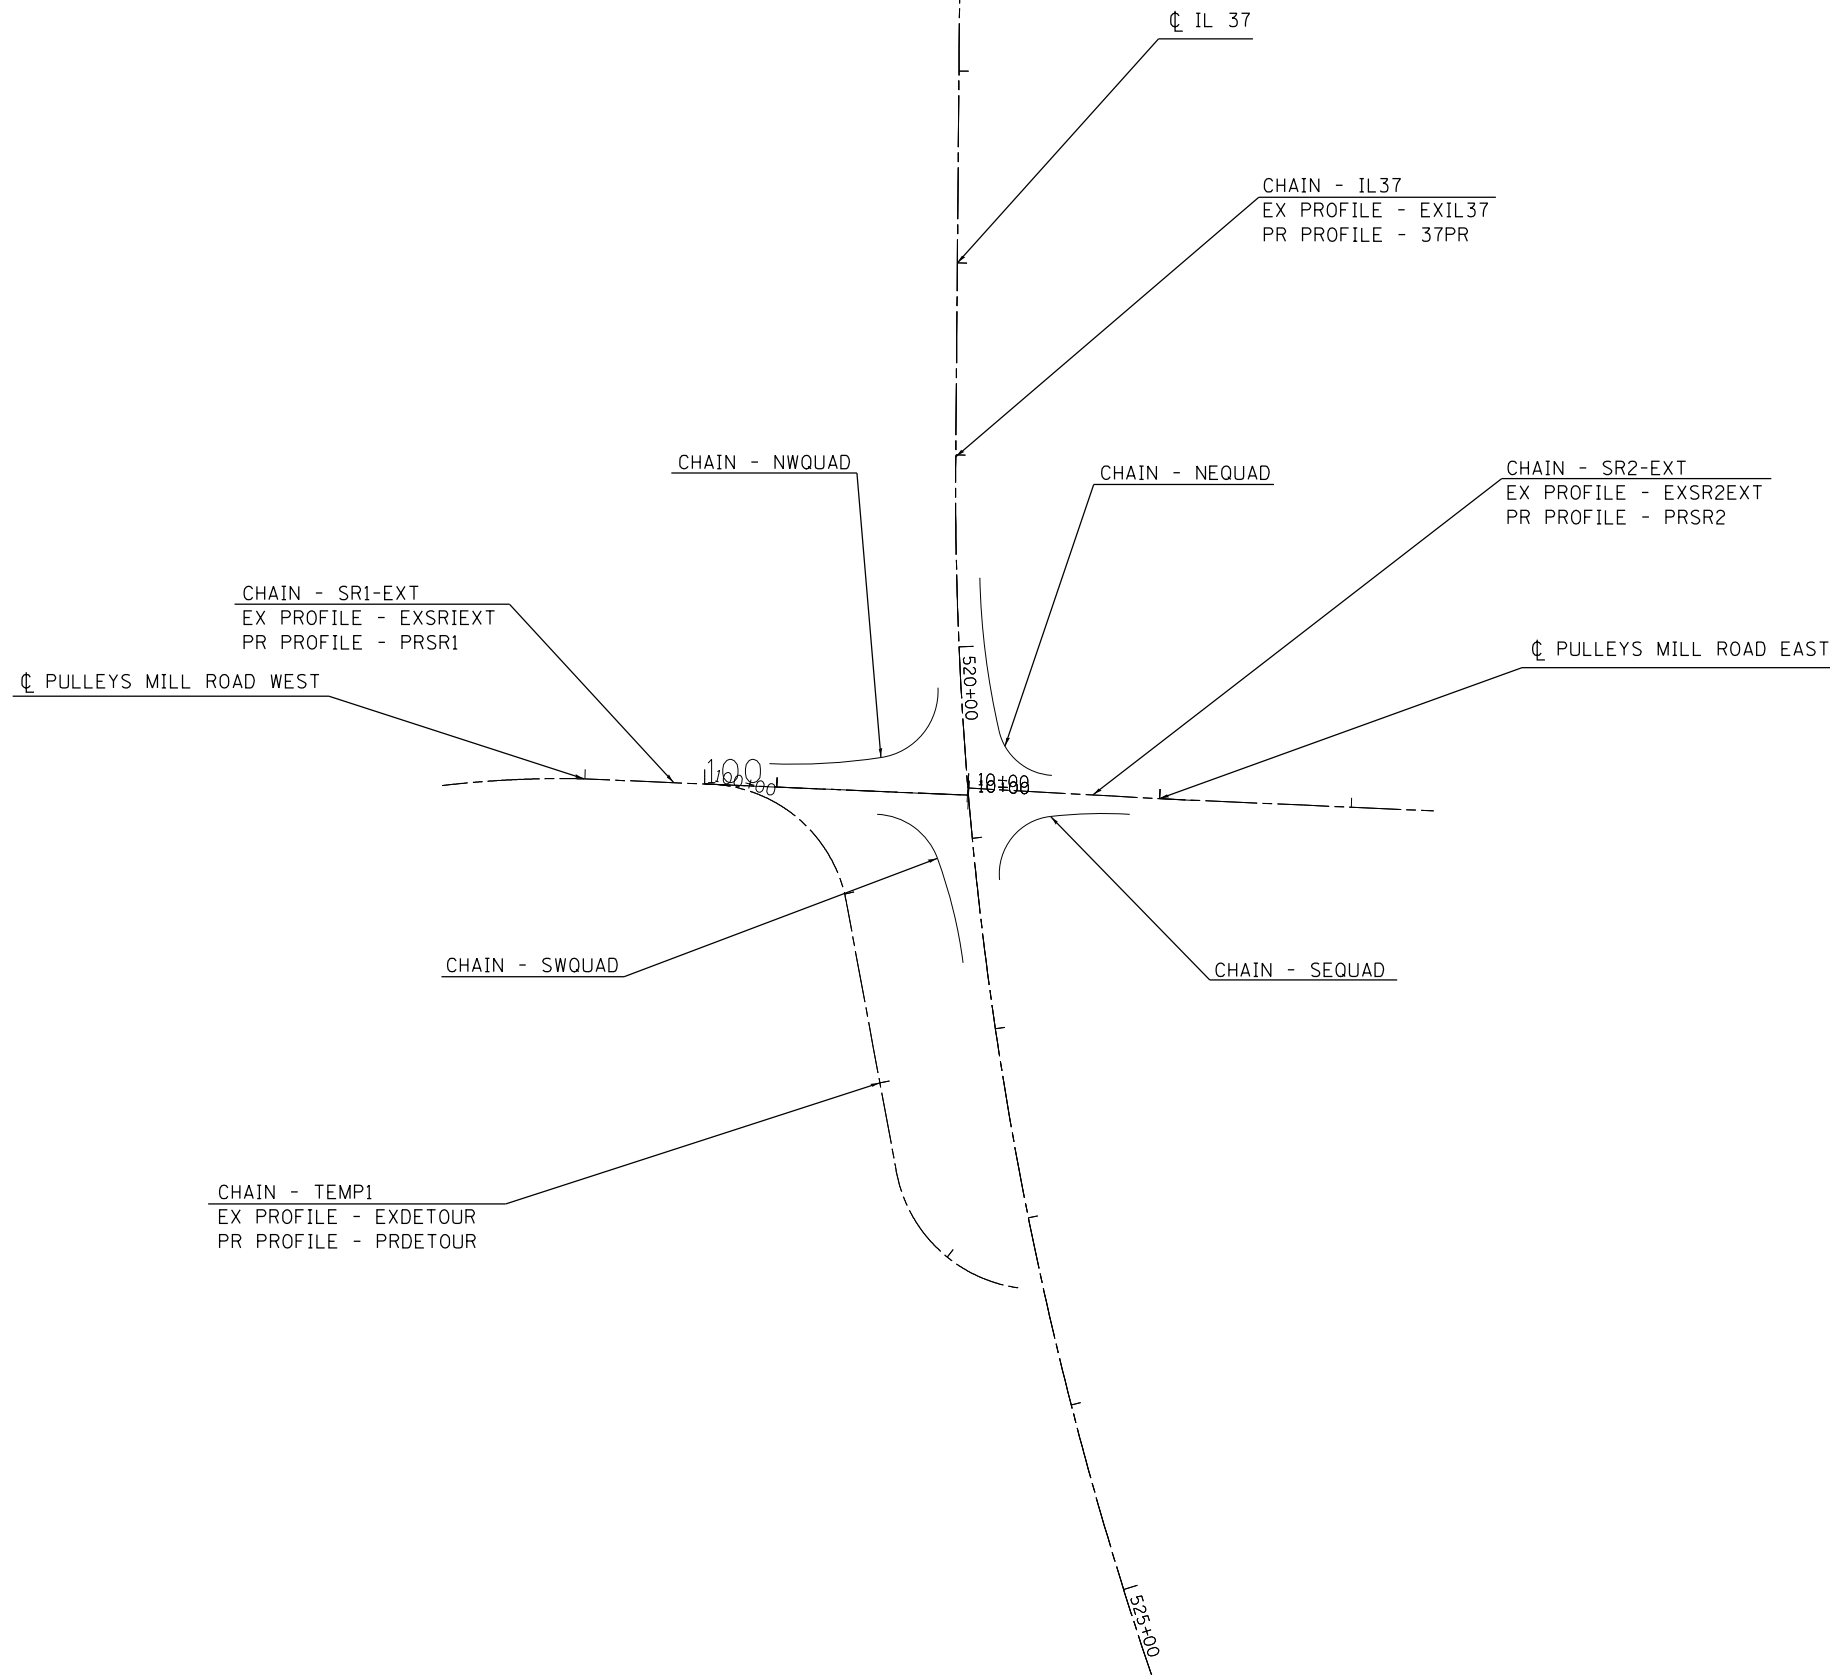 ℄ IL 37
CHAIN - IL37
EX PROFILE - EXIL37
PR PROFILE - 37PR
CHAIN - NWQUAD
CHAIN - NEQUAD
CHAIN - SR2-EXT
EX PROFILE - EXSR2EXT
PR PROFILE - PRSR2
CHAIN - SR1-EXT
EX PROFILE - EXSRIEXT
PR PROFILE - PRSR1
℄ PULLEYS MILL ROAD EAST
℄ PULLEYS MILL ROAD WEST
520+00
100
100+00
10+00
10+00
CHAIN - SWQUAD
CHAIN - SEQUAD
CHAIN - TEMP1
EX PROFILE - EXDETOUR
PR PROFILE - PRDETOUR
525+00